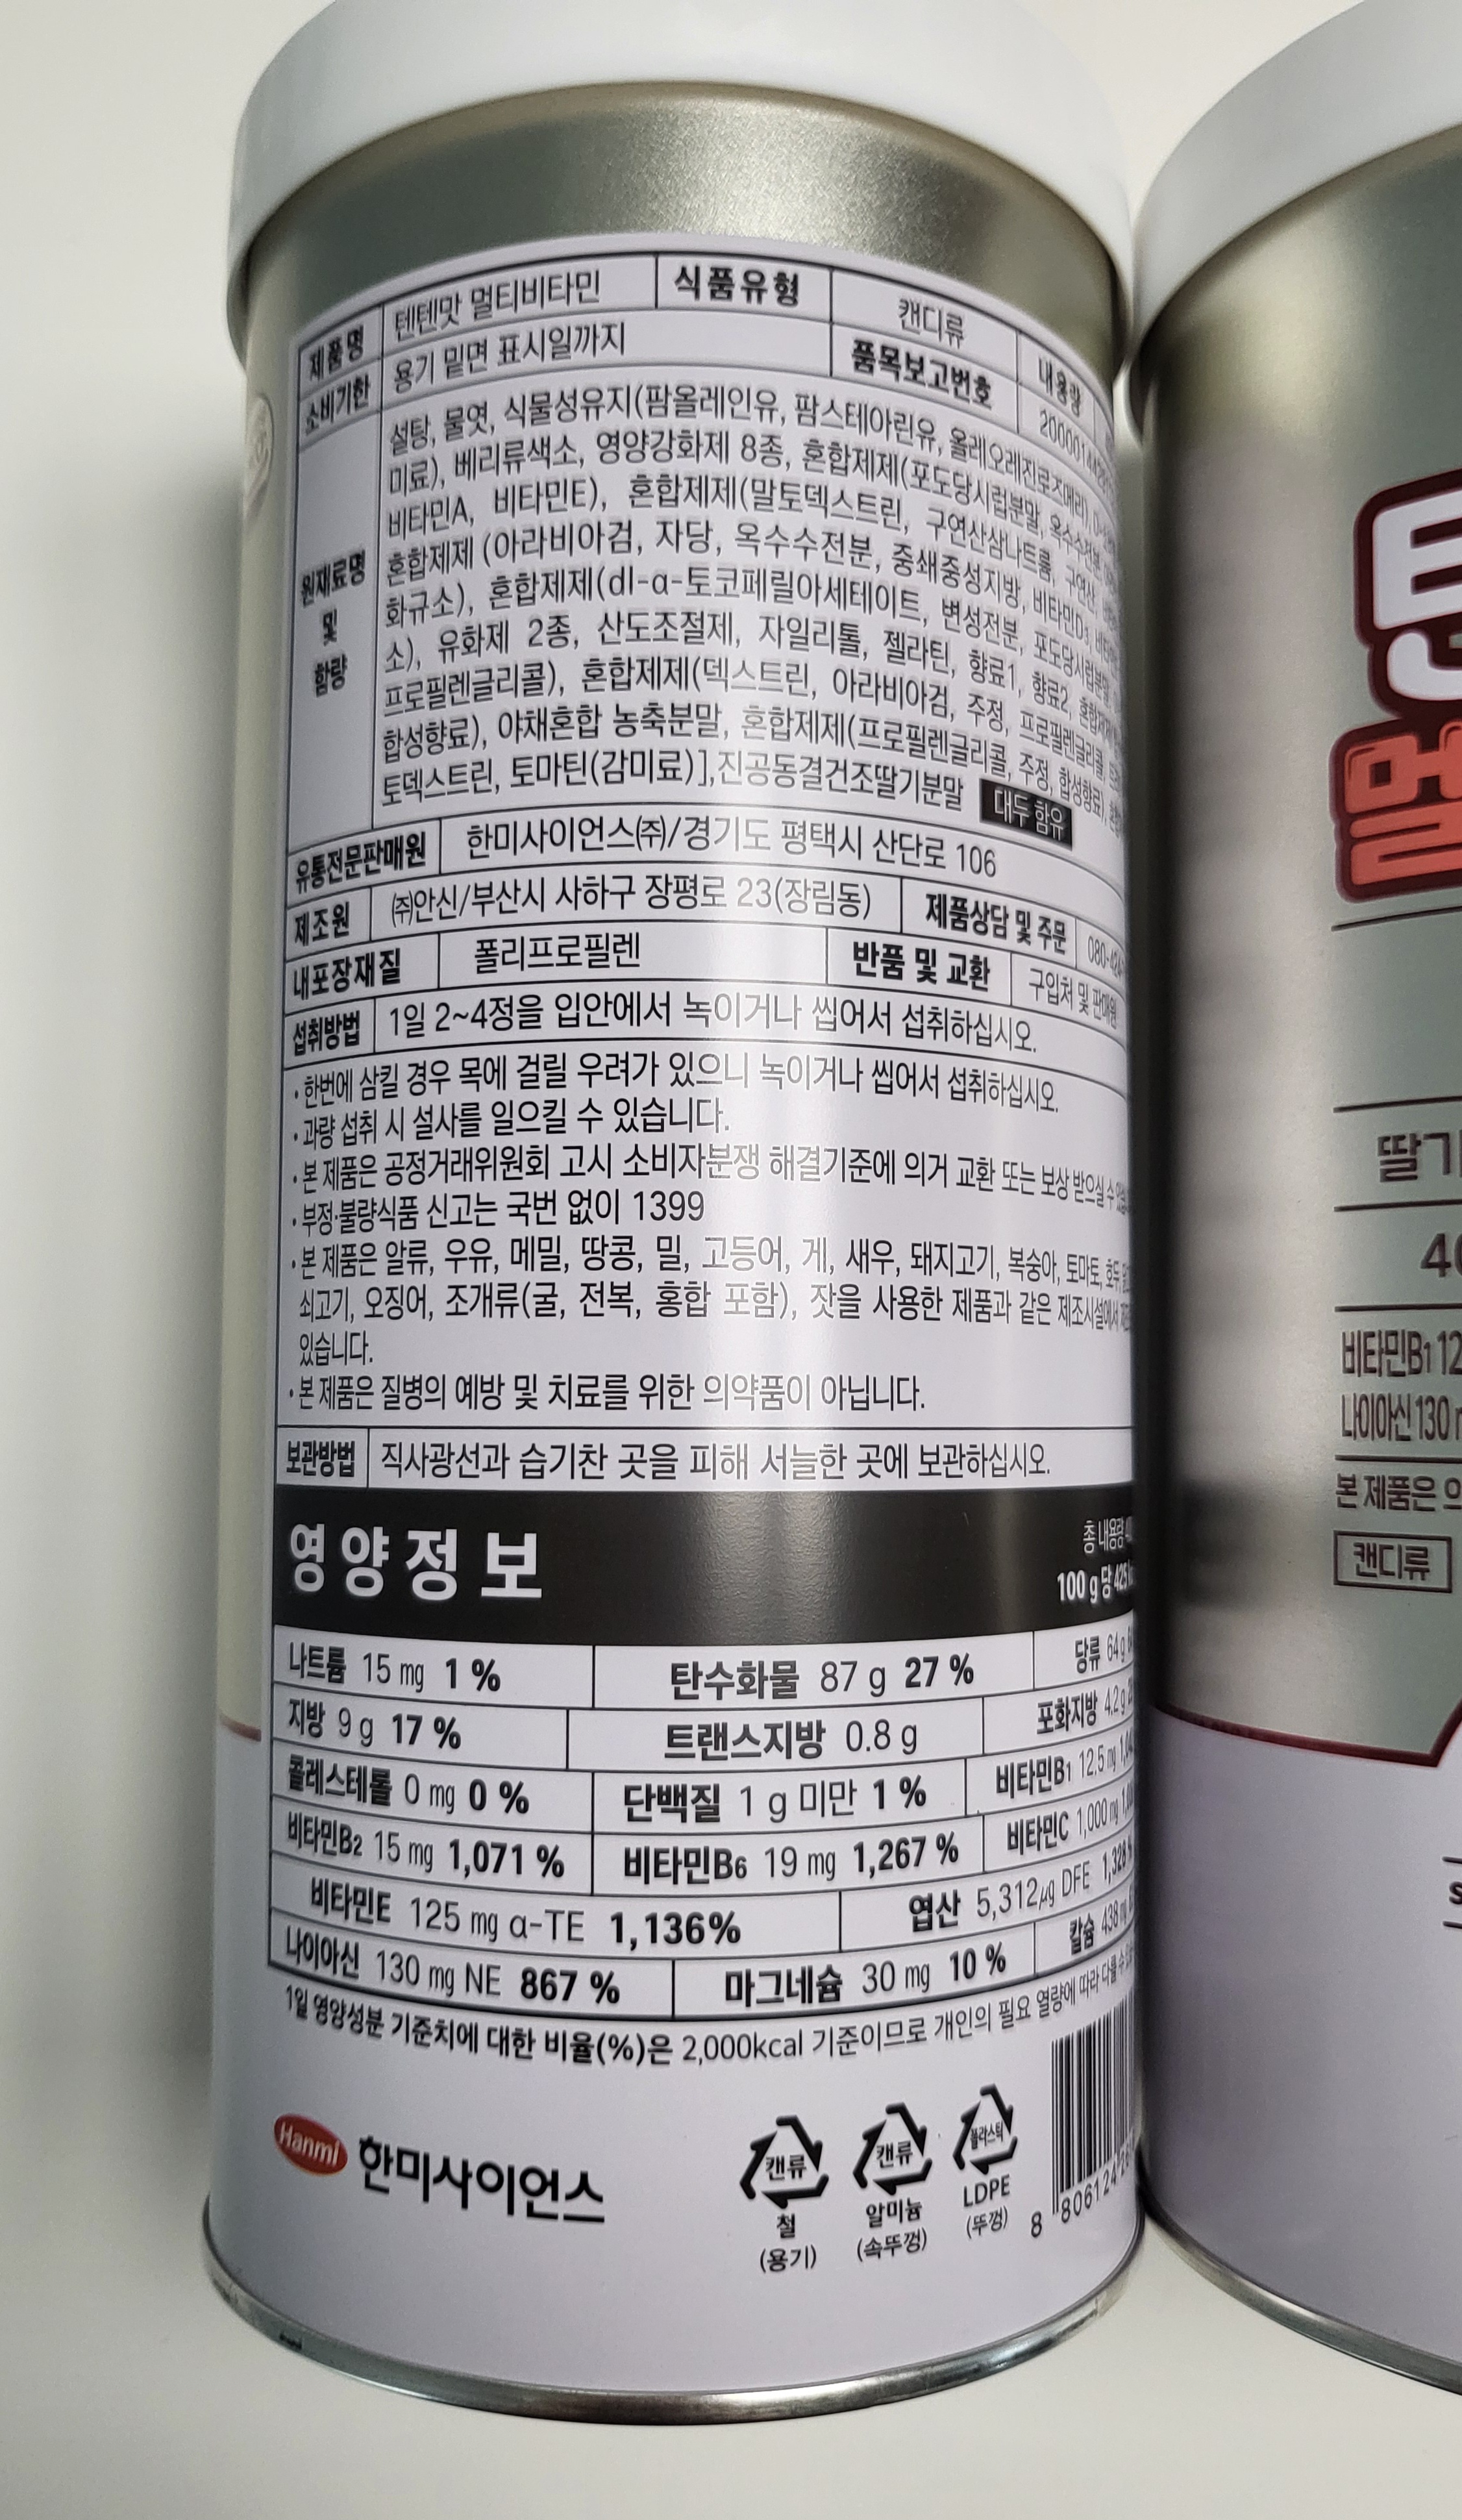 제품명 텐텐맛 멀티비타민 식품유형 캔디류 내용량
소비기한 용기 밑면 표시일까지 품목보고번호
원재료명 및 함량
설탕, 물엿, 식물성유지(팜올레인유, 팜스테아린유, 올레오레진로즈메리),
미료), 베리류색소, 영양강화제 8종, 혼합제제(포도당시럽분말, 옥수수전분,
비타민A, 비타민E), 혼합제제(말토덱스트린, 구연산삼나트륨, 구연산,
혼합제제 (아라비아검, 자당, 옥수수전분, 중쇄중성지방, 비타민D3,
화규소), 혼합제제(dl-α-토코페릴아세테이트, 변성전분, 포도당시럽분말,
소), 유화제 2종, 산도조절제, 자일리톨, 젤라틴, 향료1, 향료2,
프로필렌글리콜), 혼합제제(덱스트린, 아라비아검, 주정, 프로필렌글리콜,
합성향료), 야채혼합 농축분말, 혼합제제(프로필렌글리콜, 주정, 합성향료),
토덱스트린, 토마틴(감미료)],진공동결건조딸기분말 대두 함유
유통전문판매원 한미사이언스㈜/경기도 평택시 산단로 106
제조원 ㈜안신/부산시 사하구 장평로 23(장림동) 제품상담 및 주문
내포장재질 폴리프로필렌 반품 및 교환 구입처 및 판매원
섭취방법 1일 2~4정을 입안에서 녹이거나 씹어서 섭취하십시오.
• 한번에 삼킬 경우 목에 걸릴 우려가 있으니 녹이거나 씹어서 섭취하십시오.
• 과량 섭취 시 설사를 일으킬 수 있습니다.
• 본 제품은 공정거래위원회 고시 소비자분쟁 해결기준에 의거 교환 또는 보상 받으실 수
• 부정·불량식품 신고는 국번 없이 1399
• 본 제품은 알류, 우유, 메밀, 땅콩, 밀, 고등어, 게, 새우, 돼지고기, 복숭아, 토마토, 호두,
쇠고기, 오징어, 조개류(굴, 전복, 홍합 포함), 잣을 사용한 제품과 같은 제조시설에서
있습니다.
• 본 제품은 질병의 예방 및 치료를 위한 의약품이 아닙니다.
보관방법 직사광선과 습기찬 곳을 피해 서늘한 곳에 보관하십시오.
영양정보
총 내용량
100 g 당
나트륨 15 mg 1 % 탄수화물 87 g 27 % 당류 64 g
지방 9 g 17 % 트랜스지방 0.8 g 포화지방 4.2 g
콜레스테롤 0 mg 0 % 단백질 1 g 미만 1 % 비타민B1 12.5 mg
비타민B2 15 mg 1,071 % 비타민B6 19 mg 1,267 % 비타민C 1,000 mg
비타민E 125 mg α-TE 1,136% 엽산 5,312㎍ DFE 1,328 %
나이아신 130 mg NE 867 % 마그네슘 30 mg 10 % 칼슘 438
1일 영양성분 기준치에 대한 비율(%)은 2,000kcal 기준이므로 개인의 필요 열량에 따라 다를 수
Hanmi 한미사이언스
캔류 철 (용기)
캔류 알미늄 (속뚜껑)
플라스틱 LDPE (뚜껑)
8 806124
딸기
비타민B1
나이아신 130
본 제품은
캔디류